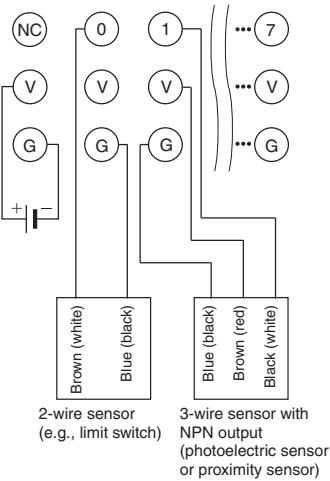 NC 0 1 ••• 7
V V V ••• V
G G G ••• G
+ −
Brown (white)
Blue (black)
Blue (black)
Brown (red)
Black (white)
2-wire sensor
(e.g., limit switch)
3-wire sensor with
NPN output
(photoelectric sensor
or proximity sensor)